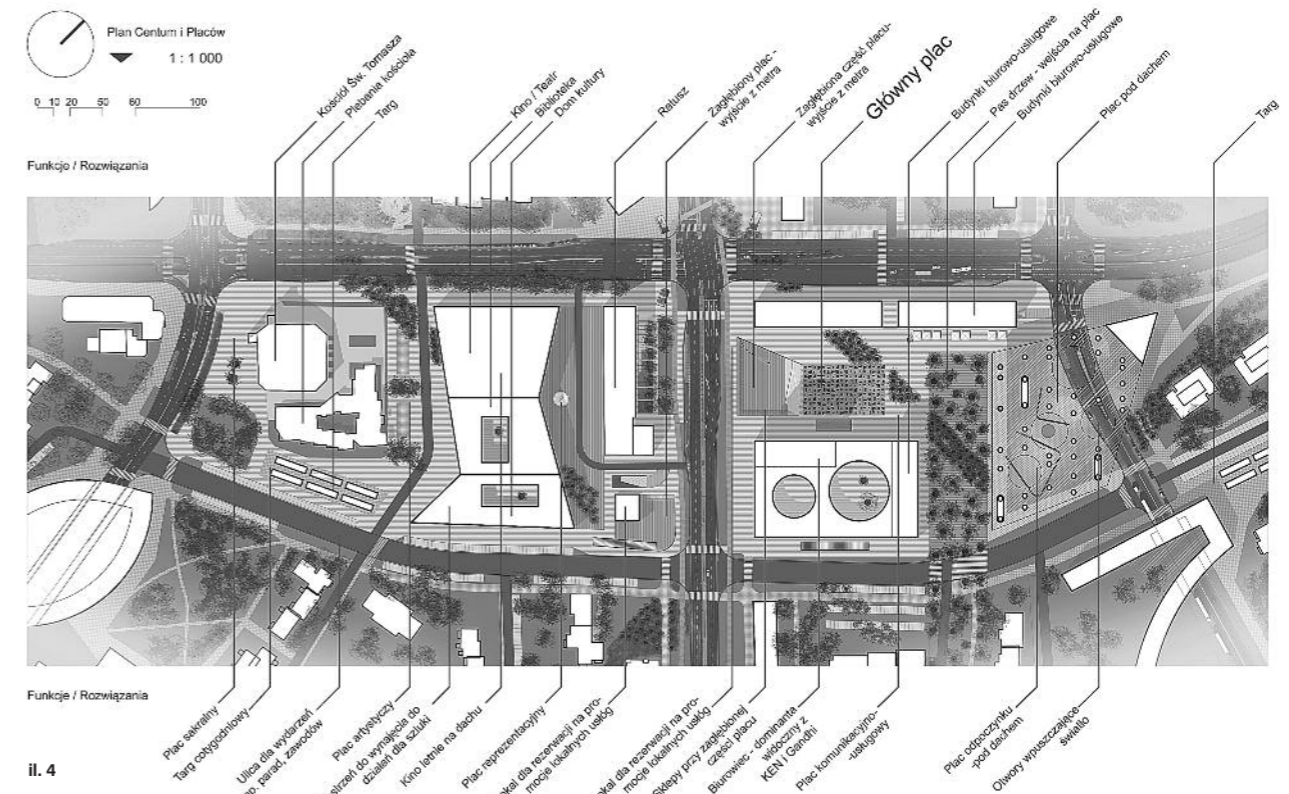 Plan Centum i Placów
1 : 1 000
0 10 20 50 60 100
Funkcje / Rozwiązania
Kościół Św. Tomasza
Plebania kościoła
Targ
Kino / Teatr
Biblioteka
Dom kultury
Ratusz
Zagłębiony plac -
wyjście z metra
Zagłębiona część placu-
wyjście z metra
Główny plac
Budynki biurowo-usługowe
Pas drzew - wejścia na plac
Budynki biurowo-usługowe
Plac pod dachem
Targ
Funkcje / Rozwiązania
Plac sakralny
Targ cotygodniowy
Ulica dla wydarzeń
parad, zawodów
Plac artystyczny
do wynajęcia do
działań dla sztuki
Kino letnie na dachu
Plac reprezentacyjny
dla rezerwacji na pro-
mocje lokalnych usług
dla rezerwacji na pro-
mocje lokalnych usług
Sklepy przy zagłębionej
części placu
Biurowiec - dominanta
widoczny z
KEN i Gandhi
Plac komunikacyjno-
-usługowy
Plac odpoczynku
-pod dachem
Otwory wpuszczające
światło
il. 4